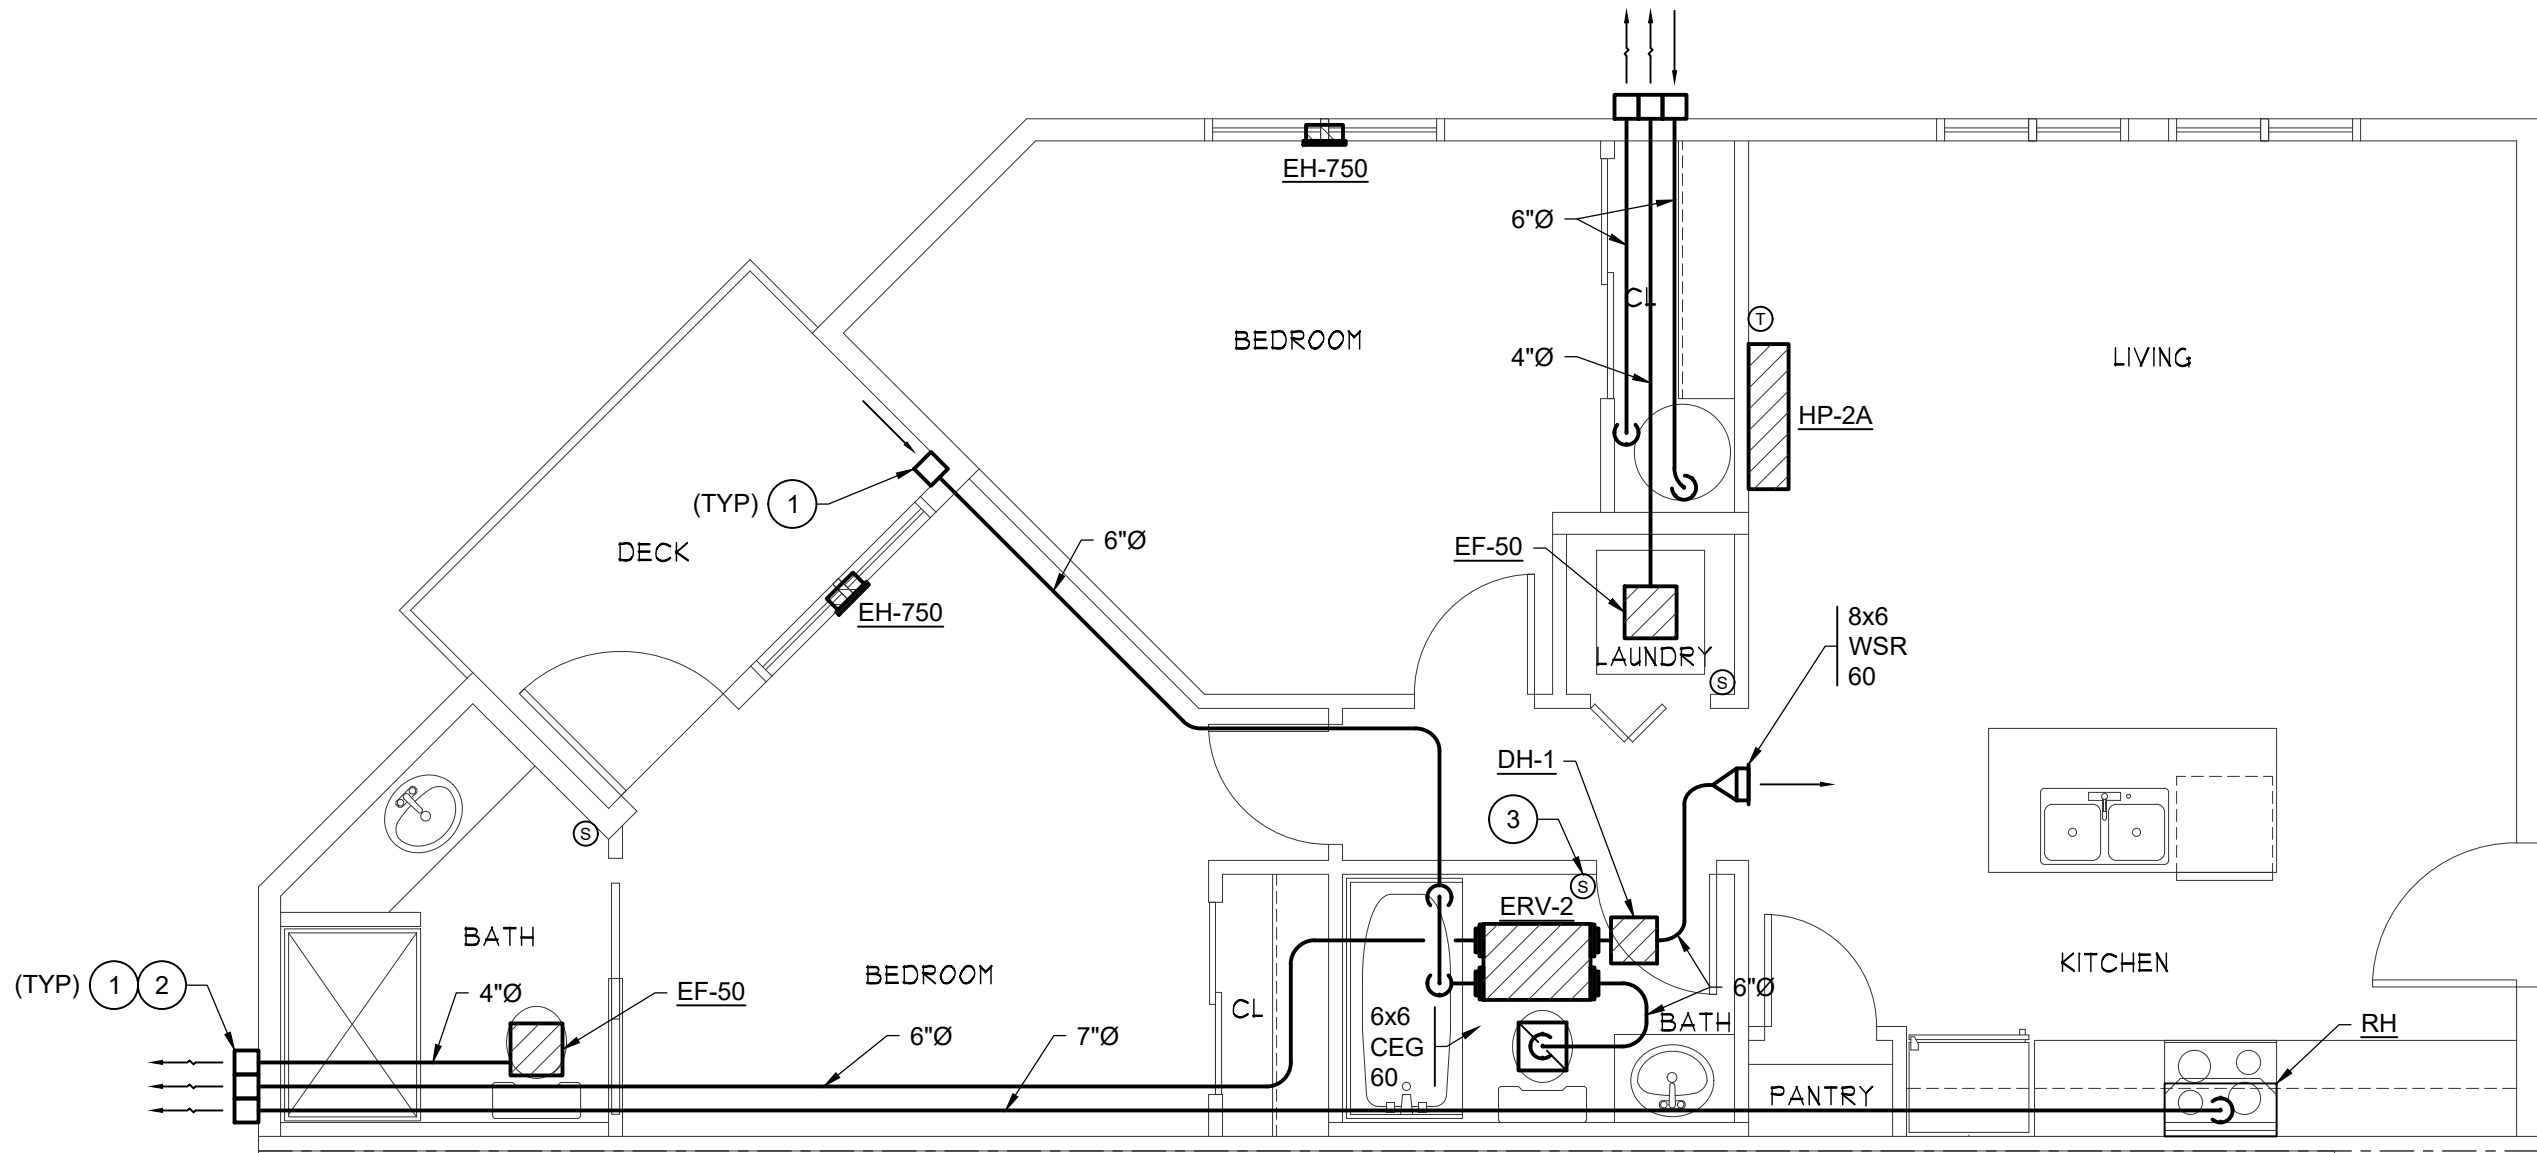 EH-750
6"Ø
CL
BEDROOM
T
LIVING
4"Ø
HP-2A
(TYP) 1
DECK
6"Ø
EF-50
EH-750
8x6
WSR
60
LAUNDRY
S
DH-1
3
S
S
ERV-2
BATH
BEDROOM
KITCHEN
(TYP) 1 2
4"Ø
EF-50
6"Ø
CL
6x6
CEG
60
BATH
6"Ø
7"Ø
RH
PANTRY